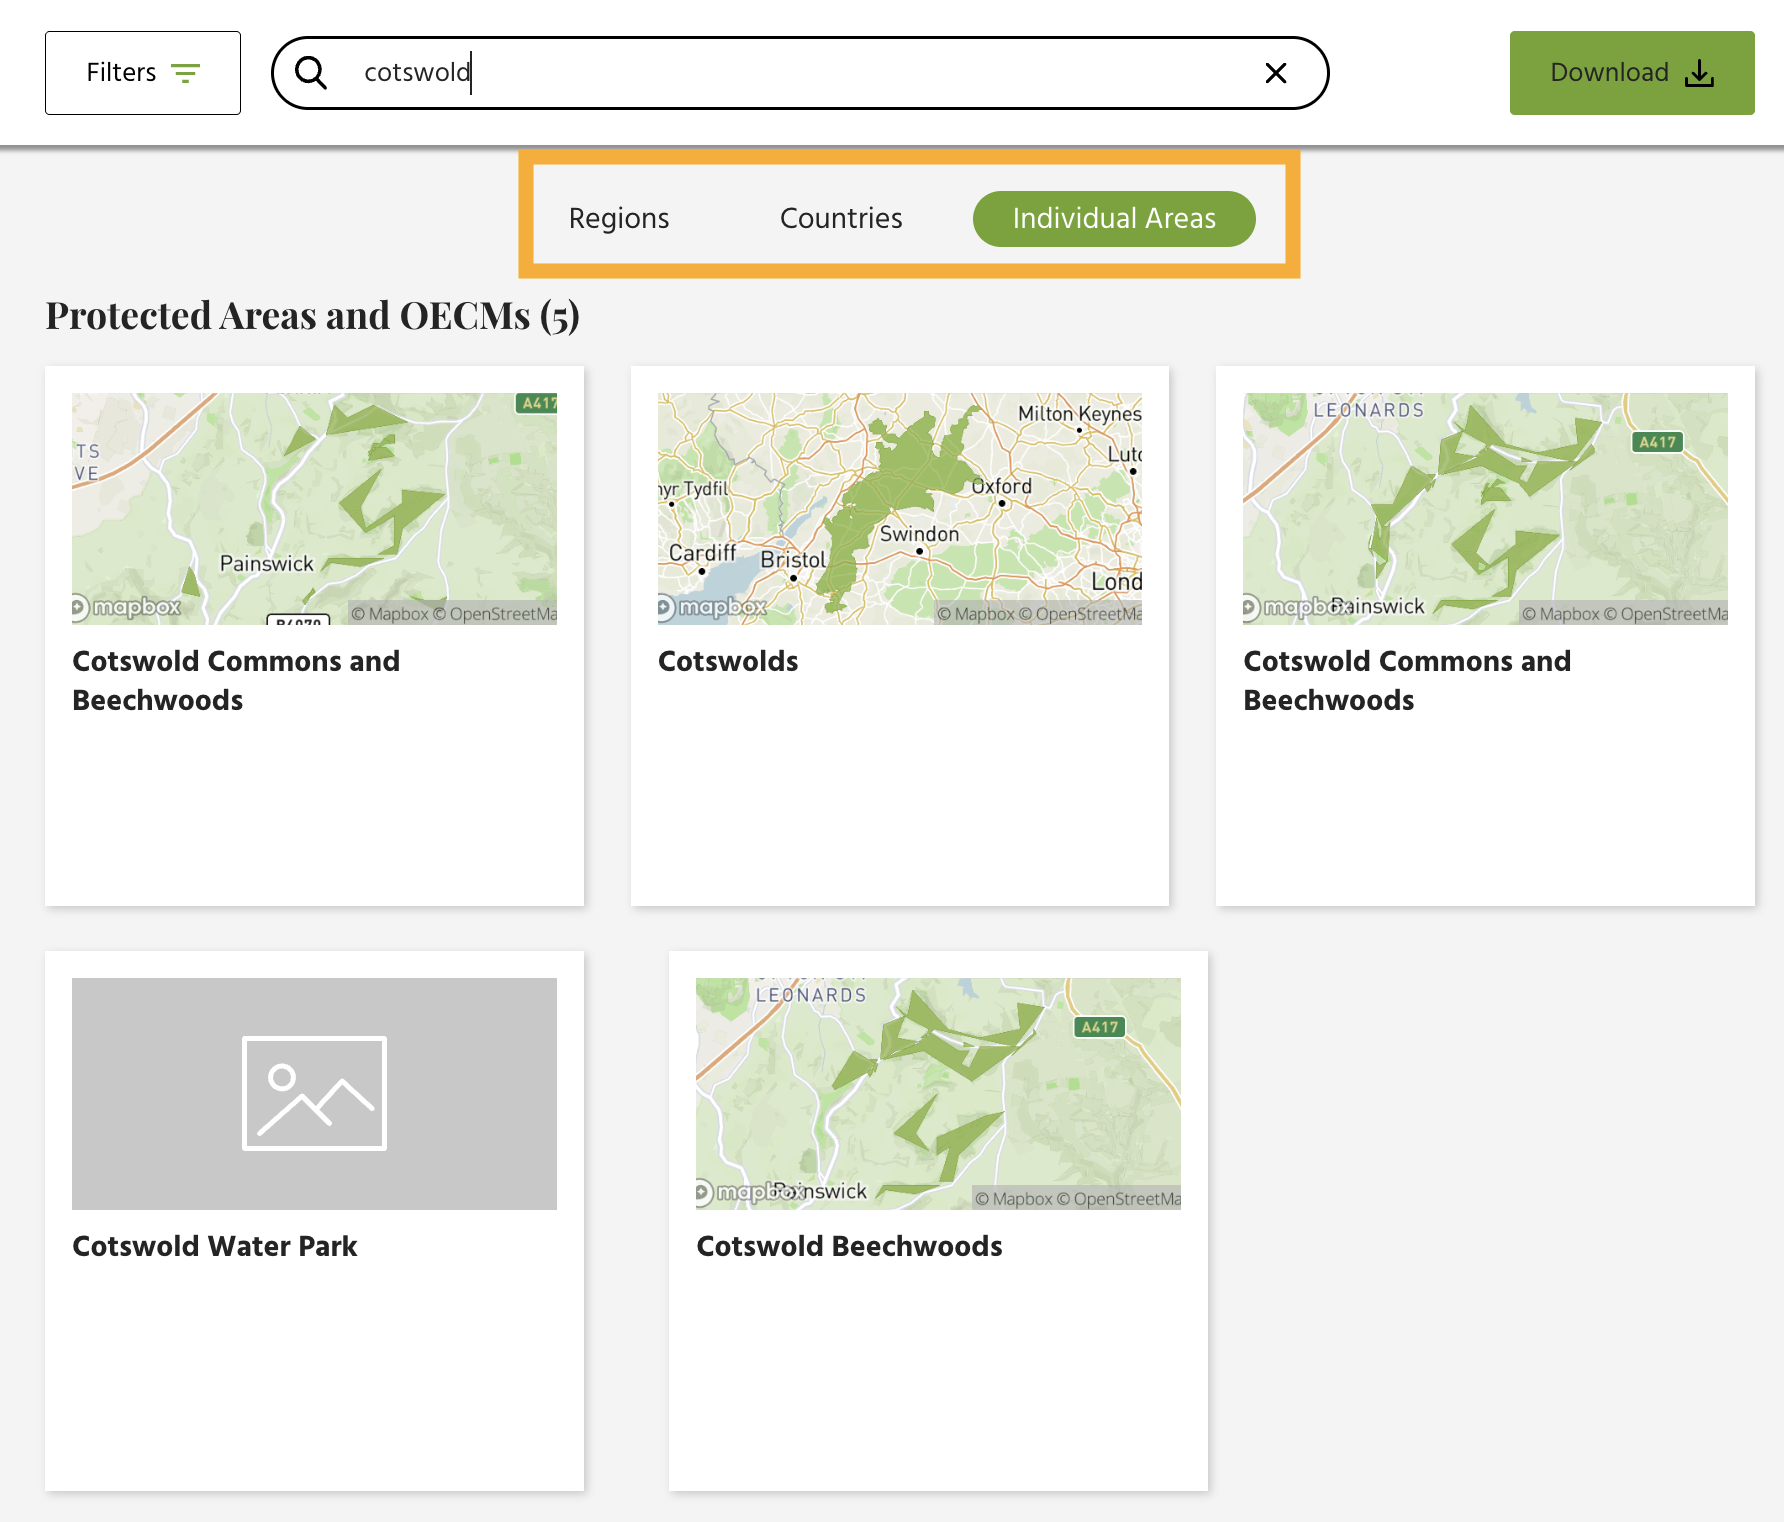 Filters
cotswold
Download
Regions
Countries
Individual Areas
Protected Areas and OECMs (5)
A417
TS
VE
Painswick
mapbox
© Mapbox © OpenStreetMa
Cotswold Commons and
Beechwoods
Milton Keynes
Luto
nyr Tydfil
Oxford
Swindon
Cardiff
Bristol
Lond
mapbox
© Mapbox © OpenStreetMa
Cotswolds
LEONARDS
A417
Painswick
mapbox
© Mapbox © OpenStreetMa
Cotswold Commons and
Beechwoods
Cotswold Water Park
LEONARDS
A417
Painswick
mapbox
© Mapbox © OpenStreetMa
Cotswold Beechwoods